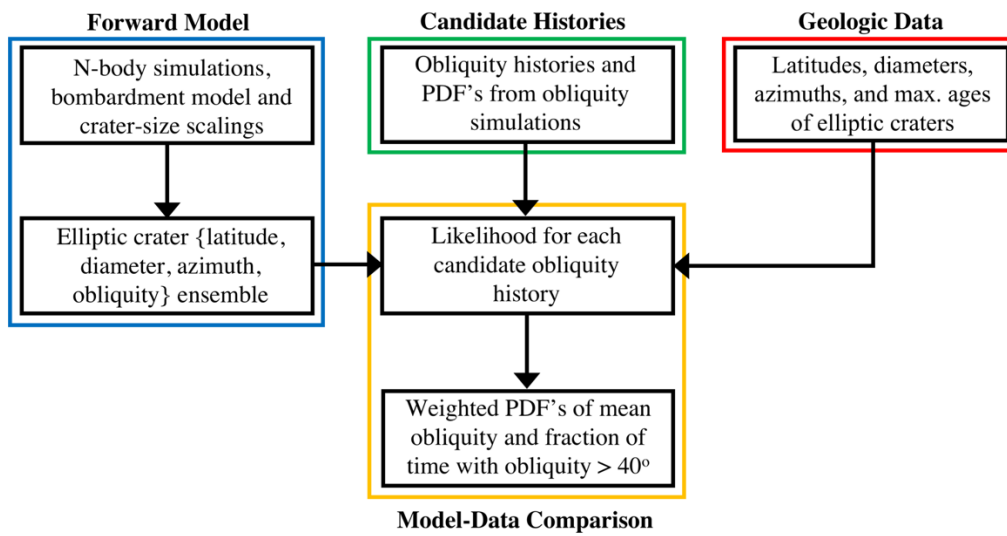 Forward Model
N-body simulations,
bombardment model and
crater-size scalings
Elliptic crater {latitude,
diameter, azimuth,
obliquity} ensemble
Candidate Histories
Obliquity histories and
PDF's from obliquity
simulations
Geologic Data
Latitudes, diameters,
azimuths, and max. ages
of elliptic craters
Likelihood for each
candidate obliquity
history
Weighted PDF's of mean
obliquity and fraction of
time with obliquity > 40º
Model-Data Comparison